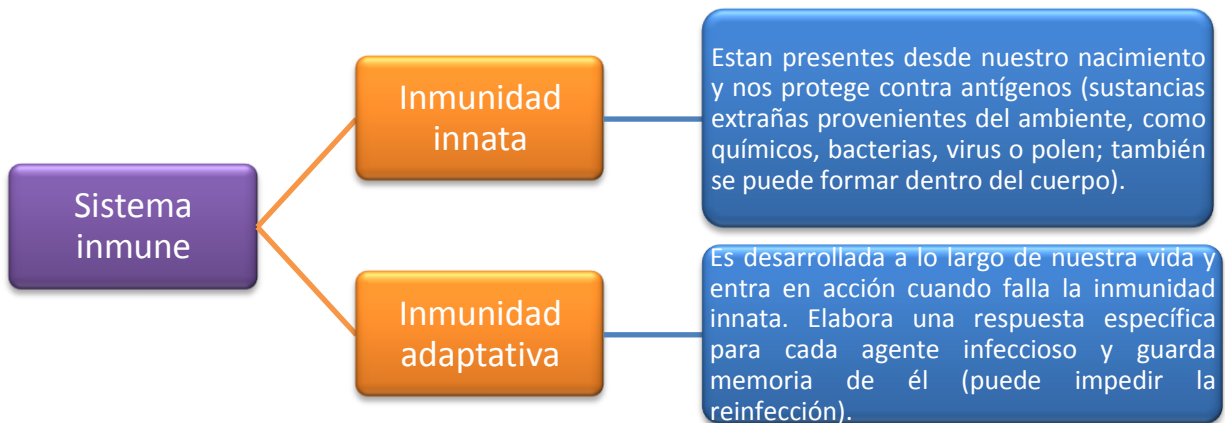 Sistema
inmune
Inmunidad
innata
Estan presentes desde nuestro nacimiento
y nos protege contra antígenos (sustancias
extrañas provenientes del ambiente, como
químicos, bacterias, virus o polen; también
se puede formar dentro del cuerpo).
Inmunidad
adaptativa
Es desarrollada a lo largo de nuestra vida y
entra en acción cuando falla la inmunidad
innata. Elabora una respuesta específica
para cada agente infeccioso y guarda
memoria de él (puede impedir la
reinfección).